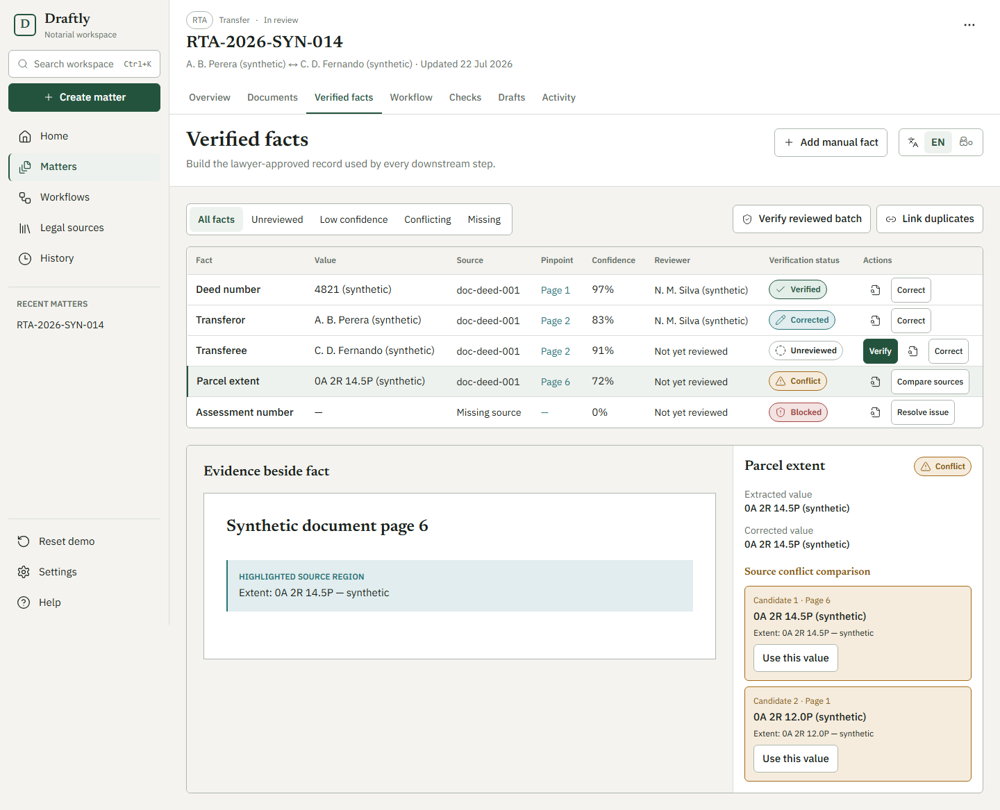 D
Draftly
Notarial workspace
Search workspace Ctrl+K
+ Create matter
Home
Matters
Workflows
Legal sources
History
RECENT MATTERS
RTA-2026-SYN-014
Reset demo
Settings
Help
RTA Transfer · In review
RTA-2026-SYN-014
A. B. Perera (synthetic) ↔ C. D. Fernando (synthetic) · Updated 22 Jul 2026
Overview Documents Verified facts Workflow Checks Drafts Activity
Verified facts
Build the lawyer-approved record used by every downstream step.
+ Add manual fact
EN සිං
All facts Unreviewed Low confidence Conflicting Missing
Verify reviewed batch Link duplicates
Fact Value Source Pinpoint Confidence Reviewer Verification status Actions
Deed number 4821 (synthetic) doc-deed-001 Page 1 97% N. M. Silva (synthetic) Verified Correct
Transferor A. B. Perera (synthetic) doc-deed-001 Page 2 83% N. M. Silva (synthetic) Corrected Correct
Transferee C. D. Fernando (synthetic) doc-deed-001 Page 2 91% Not yet reviewed Unreviewed Verify Correct
Parcel extent 0A 2R 14.5P (synthetic) doc-deed-001 Page 6 72% Not yet reviewed Conflict Compare sources
Assessment number — Missing source — 0% Not yet reviewed Blocked Resolve issue
Evidence beside fact
Synthetic document page 6
HIGHLIGHTED SOURCE REGION
Extent: 0A 2R 14.5P — synthetic
Parcel extent Conflict
Extracted value
0A 2R 14.5P (synthetic)
Corrected value
0A 2R 14.5P (synthetic)
Source conflict comparison
Candidate 1 · Page 6
0A 2R 14.5P (synthetic)
Extent: 0A 2R 14.5P — synthetic
Use this value
Candidate 2 · Page 1
0A 2R 12.0P (synthetic)
Extent: 0A 2R 12.0P — synthetic
Use this value